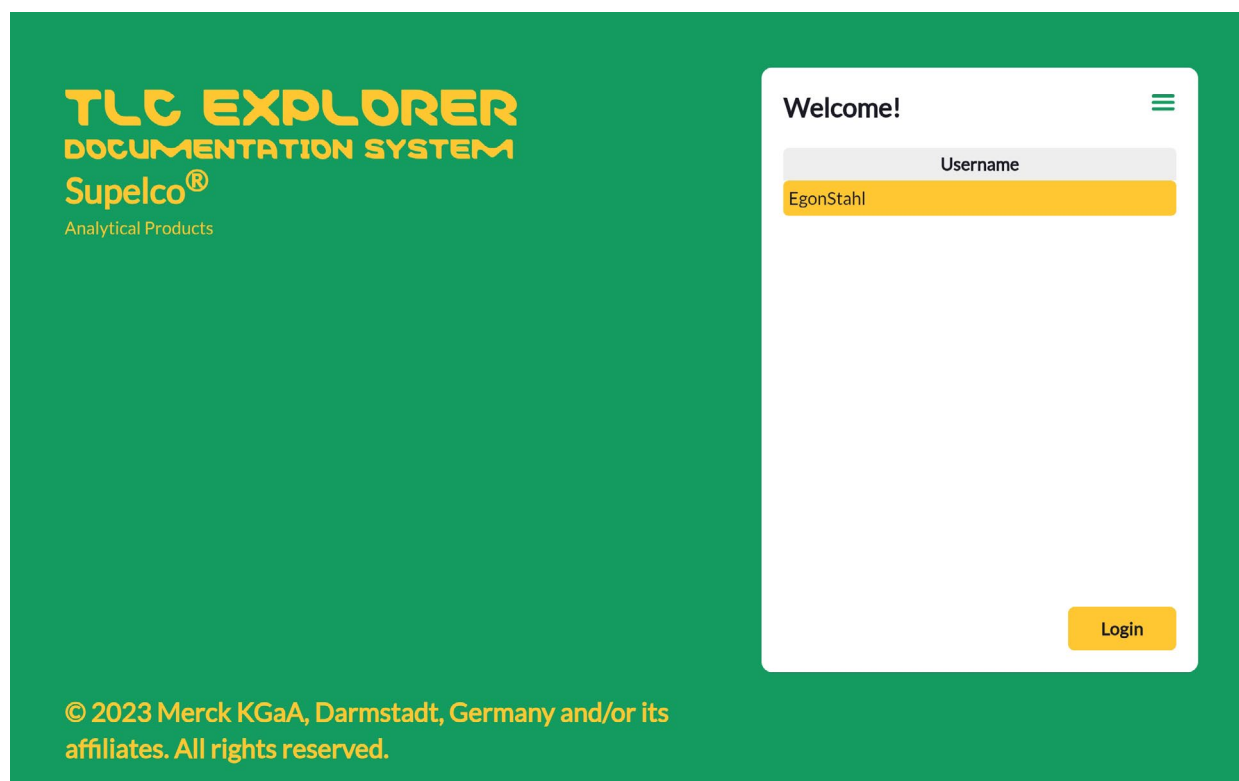 TLC EXPLORER
DOCUMENTATION SYSTEM
Supelco®
Analytical Products
Welcome!
Username
EgonStahl
Login
© 2023 Merck KGaA, Darmstadt, Germany and/or its
affiliates. All rights reserved.